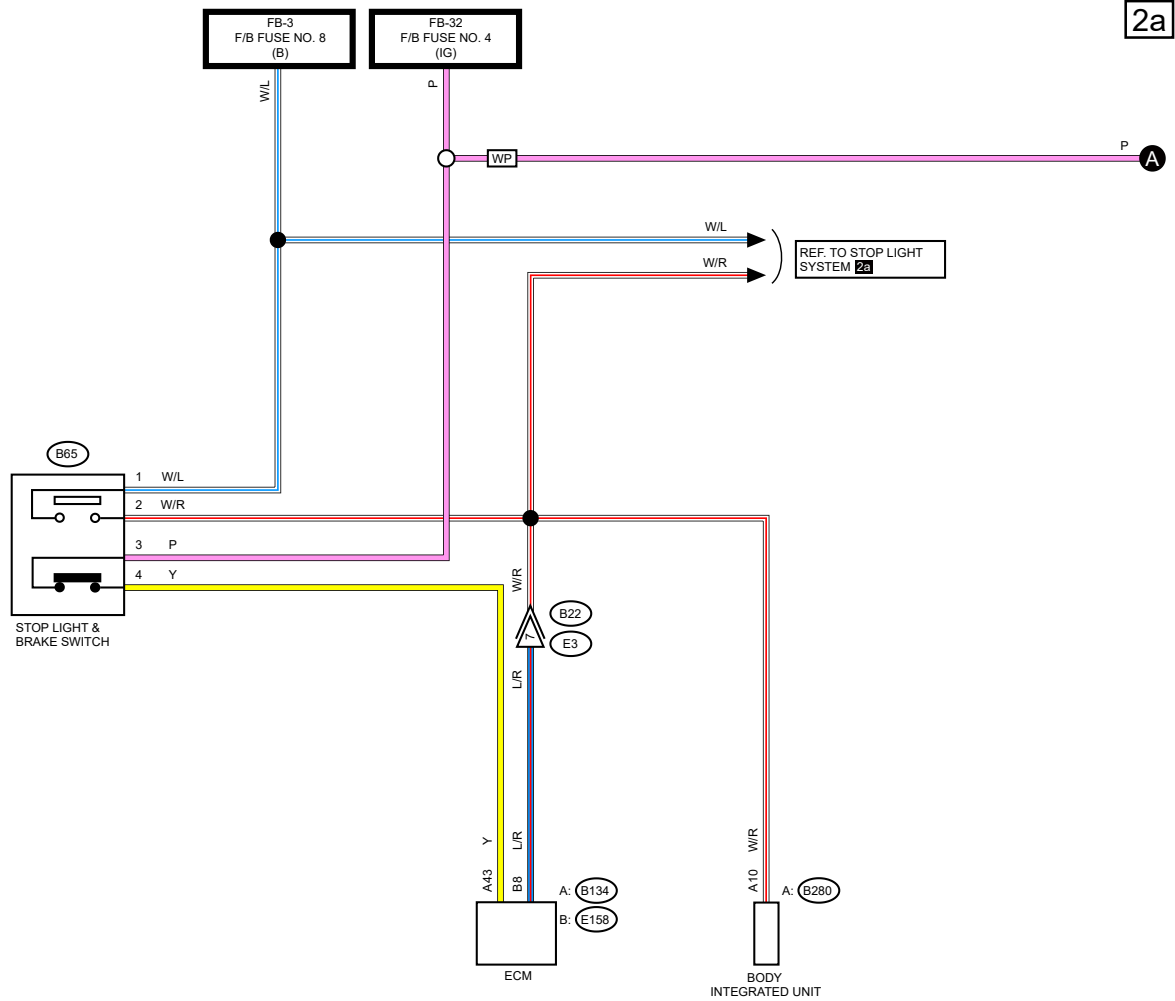 2a
FB-3
F/B FUSE NO. 8
(B)
FB-32
F/B FUSE NO. 4
(IG)
W/L
P
WP
P
A
W/L
W/R
REF. TO STOP LIGHT
SYSTEM 2a
B65
1 W/L
2 W/R
3 P
4 Y
STOP LIGHT &
BRAKE SWITCH
W/R
7
B22
E3
L/R
Y
L/R
W/R
A43
B8
A: B134
B: E158
A10
A: B280
ECM
BODY
INTEGRATED UNIT